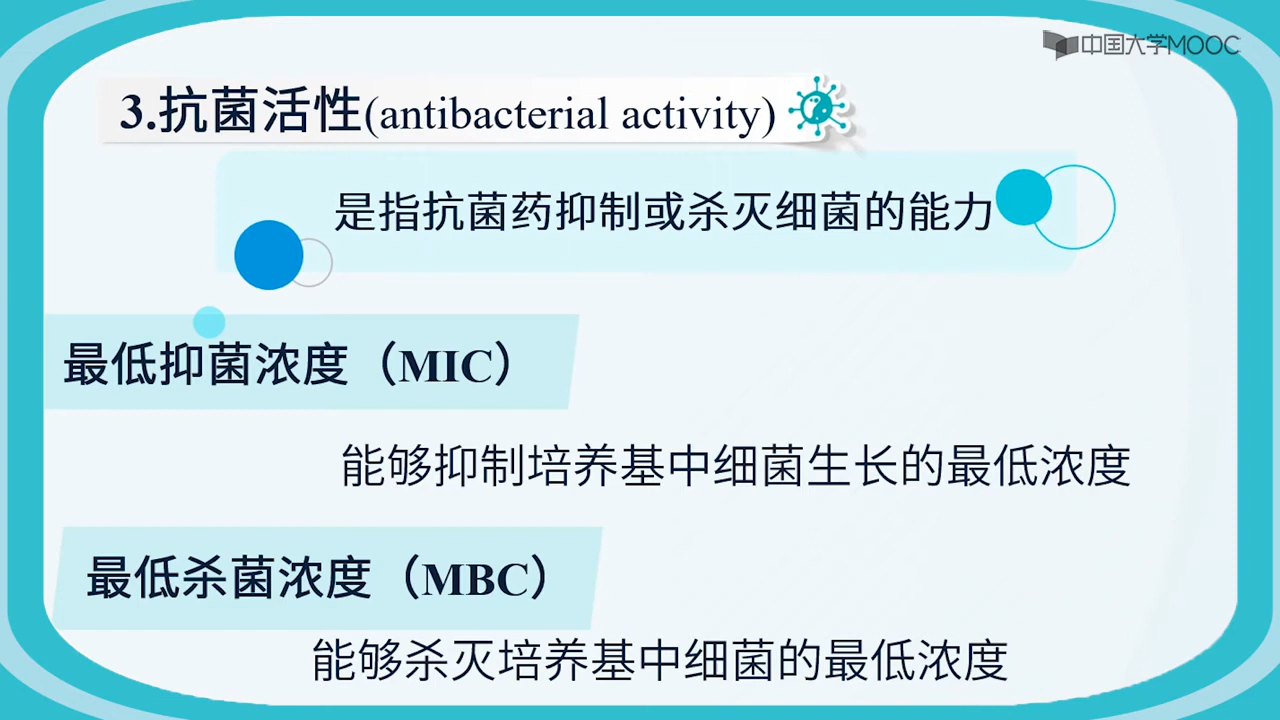 中国大学MOOC
3.抗菌活性(antibacterial activity)
是指抗菌药抑制或杀灭细菌的能力
最低抑菌浓度（MIC）
能够抑制培养基中细菌生长的最低浓度
最低杀菌浓度（MBC）
能够杀灭培养基中细菌的最低浓度